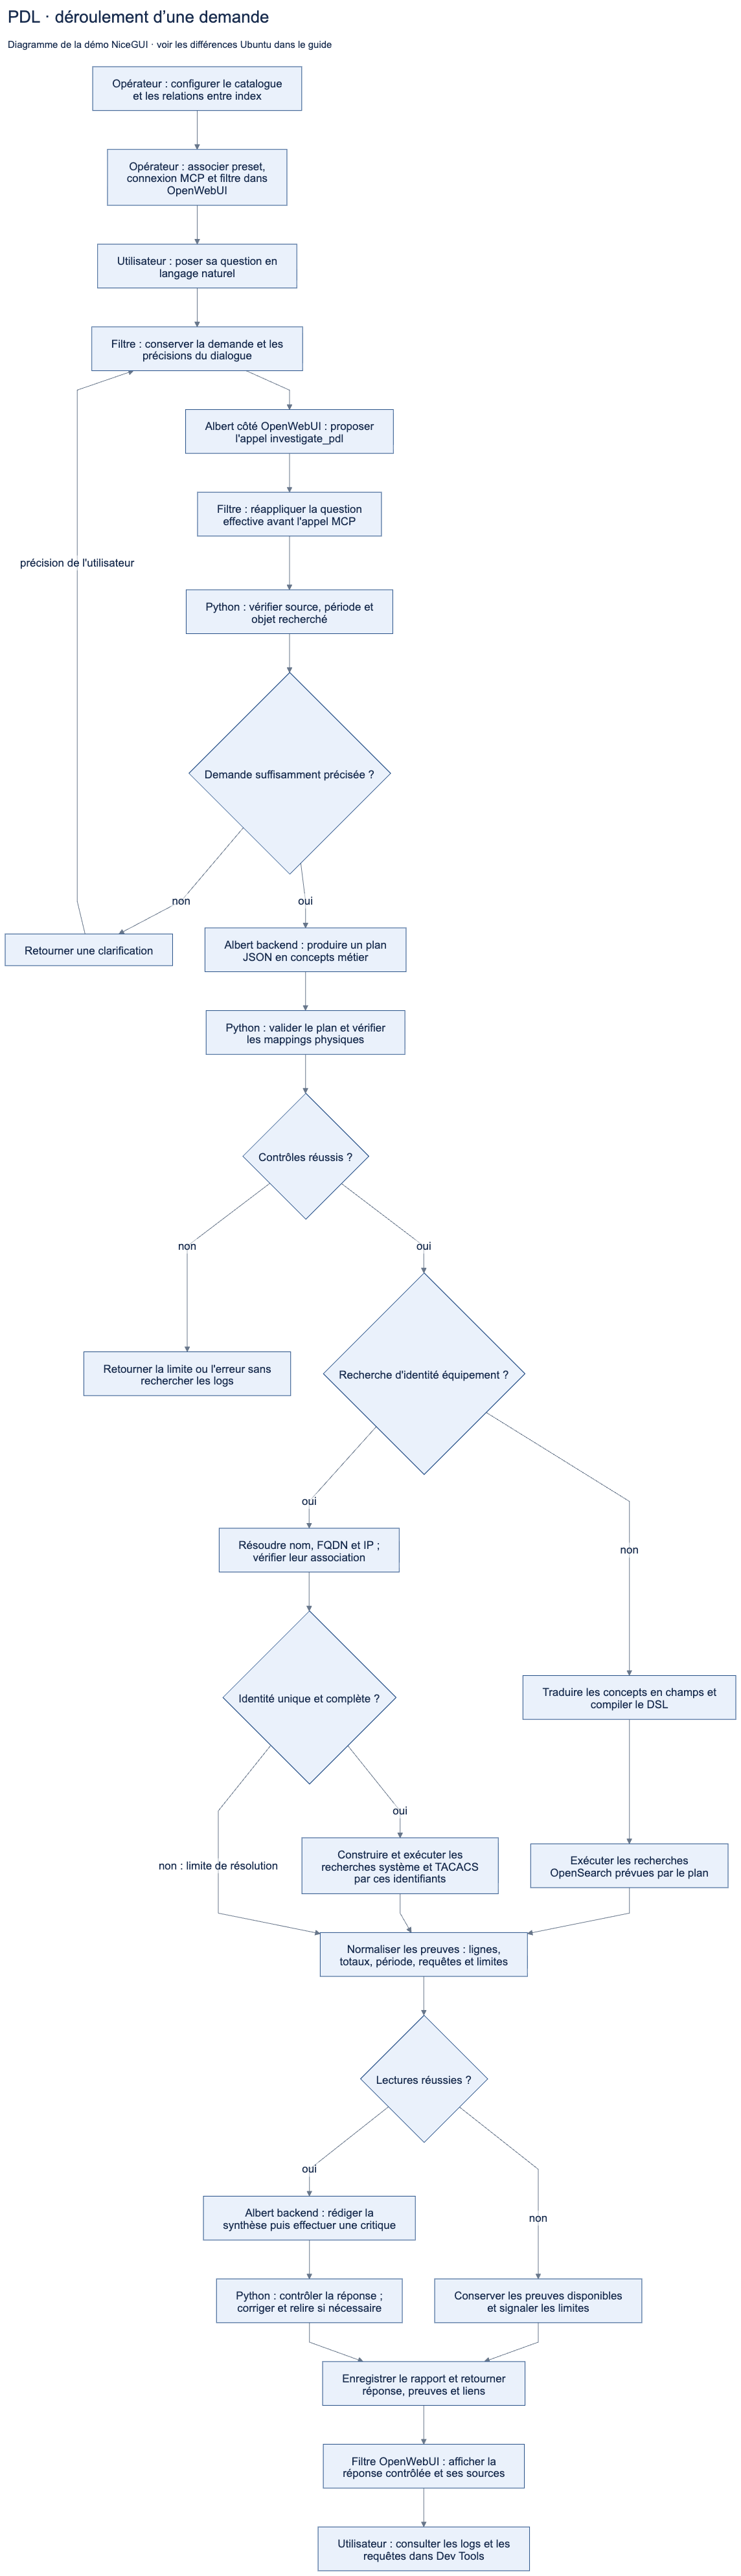 PDL · déroulement d’une demande
Diagramme de la démo NiceGUI · voir les différences Ubuntu dans le guide
Opérateur : configurer le catalogue
et les relations entre index
Opérateur : associer preset,
connexion MCP et filtre dans
OpenWebUI
Utilisateur : poser sa question en
langage naturel
Filtre : conserver la demande et les
précisions du dialogue
Albert côté OpenWebUI : proposer
l'appel investigate_pdl
Filtre : réappliquer la question
effective avant l'appel MCP
précision de l'utilisateur
Python : vérifier source, période et
objet recherché
Demande suffisamment précisée ?
non
oui
Retourner une clarification
Albert backend : produire un plan
JSON en concepts métier
Python : valider le plan et vérifier
les mappings physiques
Contrôles réussis ?
non
oui
Retourner la limite ou l'erreur sans
rechercher les logs
Recherche d'identité équipement ?
oui
non
Résoudre nom, FQDN et IP ;
vérifier leur association
Identité unique et complète ?
Traduire les concepts en champs et
compiler le DSL
oui
non : limite de résolution
Construire et exécuter les
recherches système et TACACS
par ces identifiants
Exécuter les recherches
OpenSearch prévues par le plan
Normaliser les preuves : lignes,
totaux, période, requêtes et limites
Lectures réussies ?
oui
non
Albert backend : rédiger la
synthèse puis effectuer une critique
Python : contrôler la réponse ;
corriger et relire si nécessaire
Conserver les preuves disponibles
et signaler les limites
Enregistrer le rapport et retourner
réponse, preuves et liens
Filtre OpenWebUI : afficher la
réponse contrôlée et ses sources
Utilisateur : consulter les logs et les
requêtes dans Dev Tools